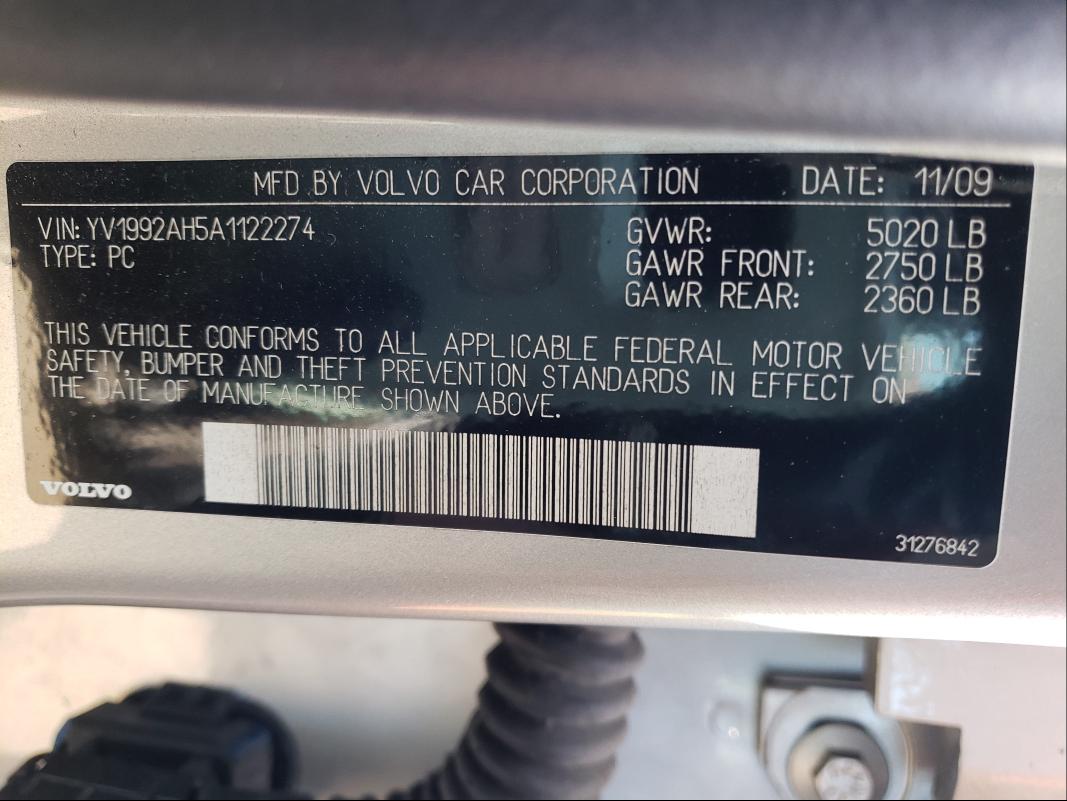 MFD BY VOLVO CAR CORPORATION DATE: 11/09
VIN: YV1992AH5A1122274 GVWR: 5020 LB
TYPE: PC GAWR FRONT: 2750 LB
GAWR REAR: 2360 LB
THIS VEHICLE CONFORMS TO ALL APPLICABLE FEDERAL MOTOR VEHICLE
SAFETY, BUMPER AND THEFT PREVENTION STANDARDS IN EFFECT ON
THE DATE OF MANUFACTURE SHOWN ABOVE.
VOLVO
31276842